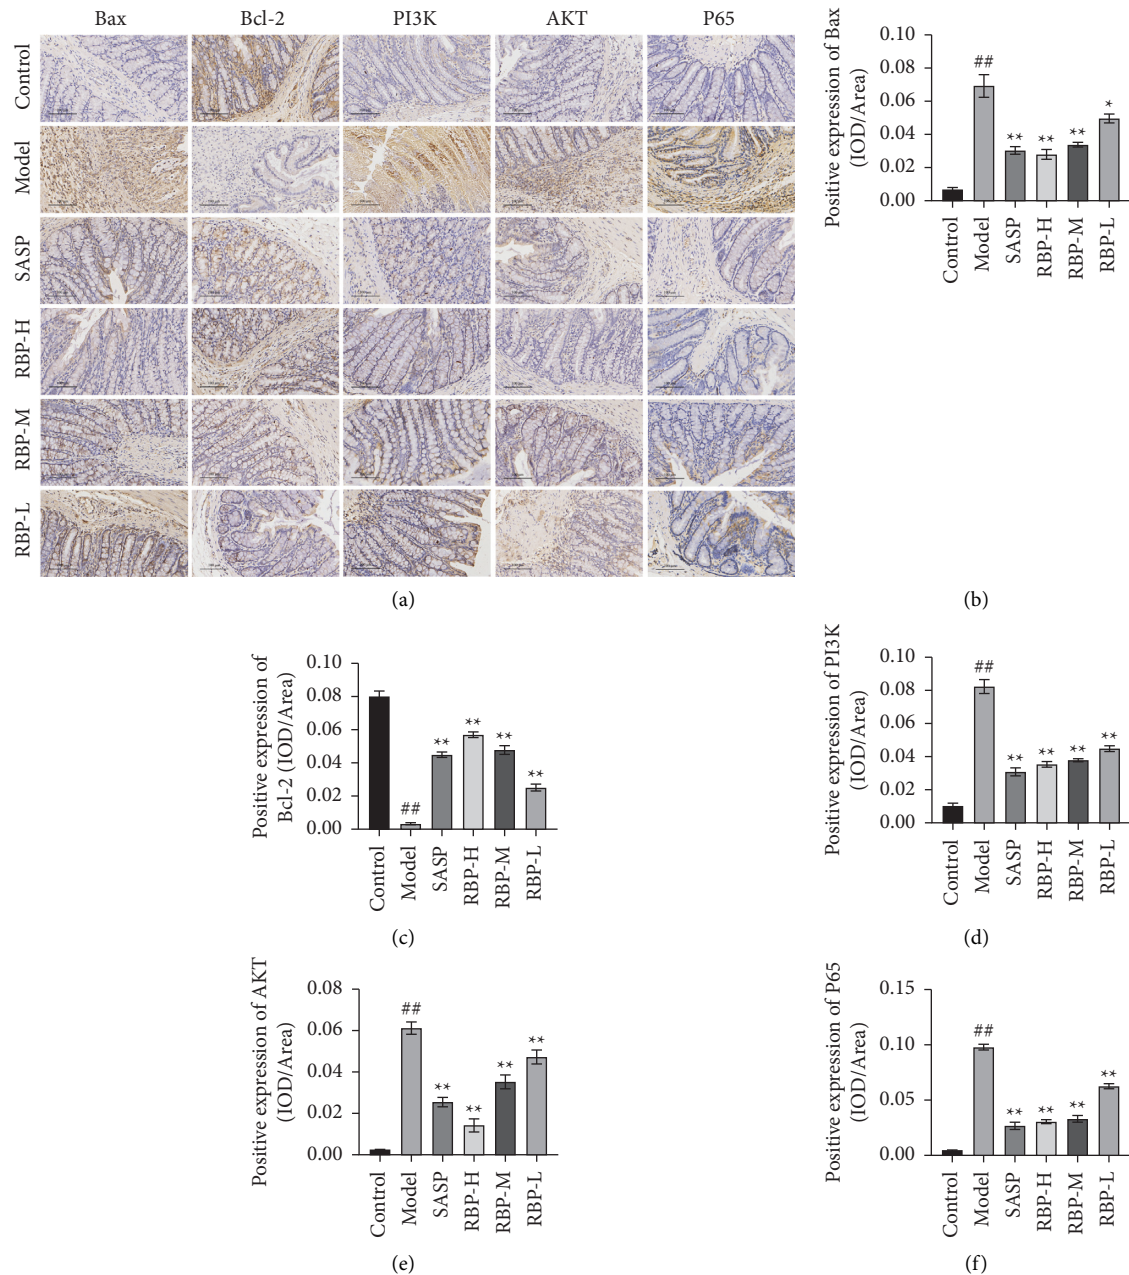 Bax Bcl-2 PI3K AKT P65
Control
Model
SASP
RBP-H
RBP-M
RBP-L
(a)
Positive expression of Bax
(IOD/Area)
0.10
0.08
0.06
0.04
0.02
0.00
##
**
**
**
*
Control
Model
SASP
RBP-H
RBP-M
RBP-L
(b)
Positive expression of
Bcl-2 (IOD/Area)
0.10
0.08
0.06
0.04
0.02
0.00
##
**
**
**
**
Control
Model
SASP
RBP-H
RBP-M
RBP-L
(c)
Positive expression of PI3K
(IOD/Area)
0.10
0.08
0.06
0.04
0.02
0.00
##
**
**
**
**
Control
Model
SASP
RBP-H
RBP-M
RBP-L
(d)
Positive expression of AKT
(IOD/Area)
0.08
0.06
0.04
0.02
0.00
##
**
**
**
**
Control
Model
SASP
RBP-H
RBP-M
RBP-L
(e)
Positive expression of P65
(IOD/Area)
0.15
0.10
0.05
0.00
##
**
**
**
**
Control
Model
SASP
RBP-H
RBP-M
RBP-L
(f)